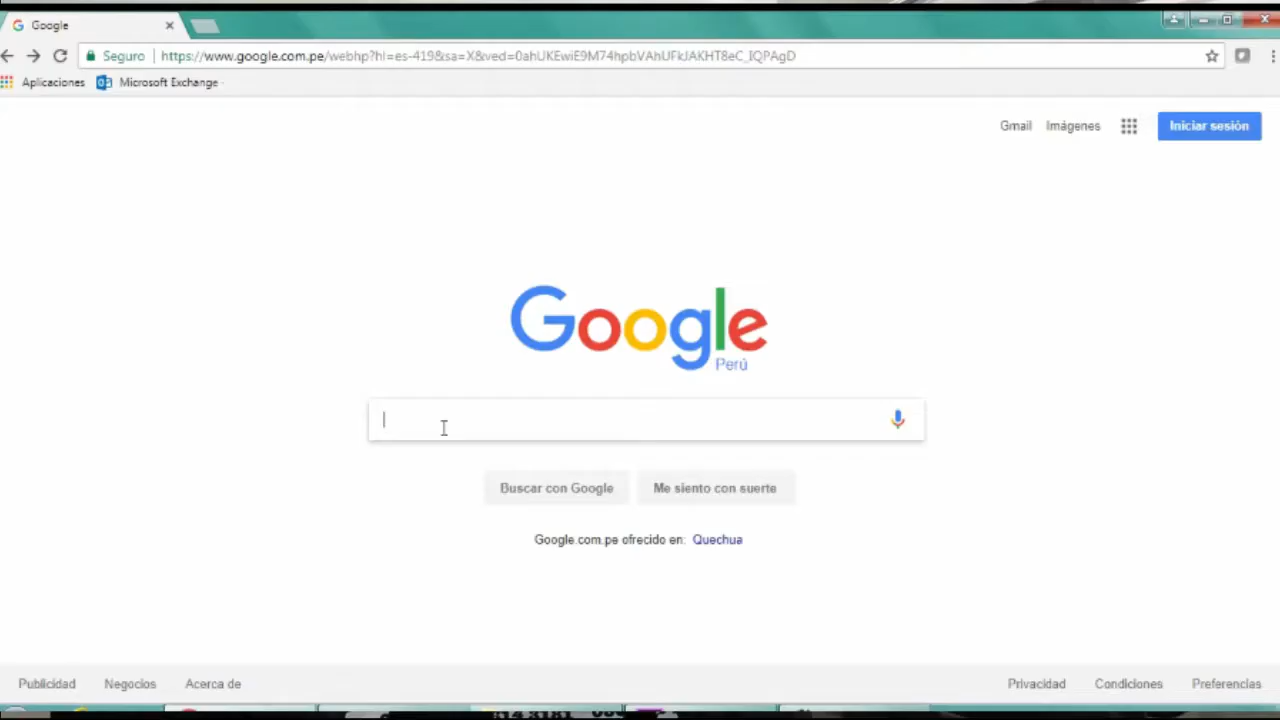 Google
Seguro | https://www.google.com.pe/webhp?hl=es-419&sa=X&ved=0ahUKEwiE9M74hpbVAhUFkJAKHT8eC_IQPAgD
Aplicaciones Microsoft Exchange
Gmail Imágenes Iniciar sesión
Google
Perú
Buscar con Google Me siento con suerte
Google.com.pe ofrecido en: Quechua
Publicidad Negocios Acerca de Privacidad Condiciones Preferencias